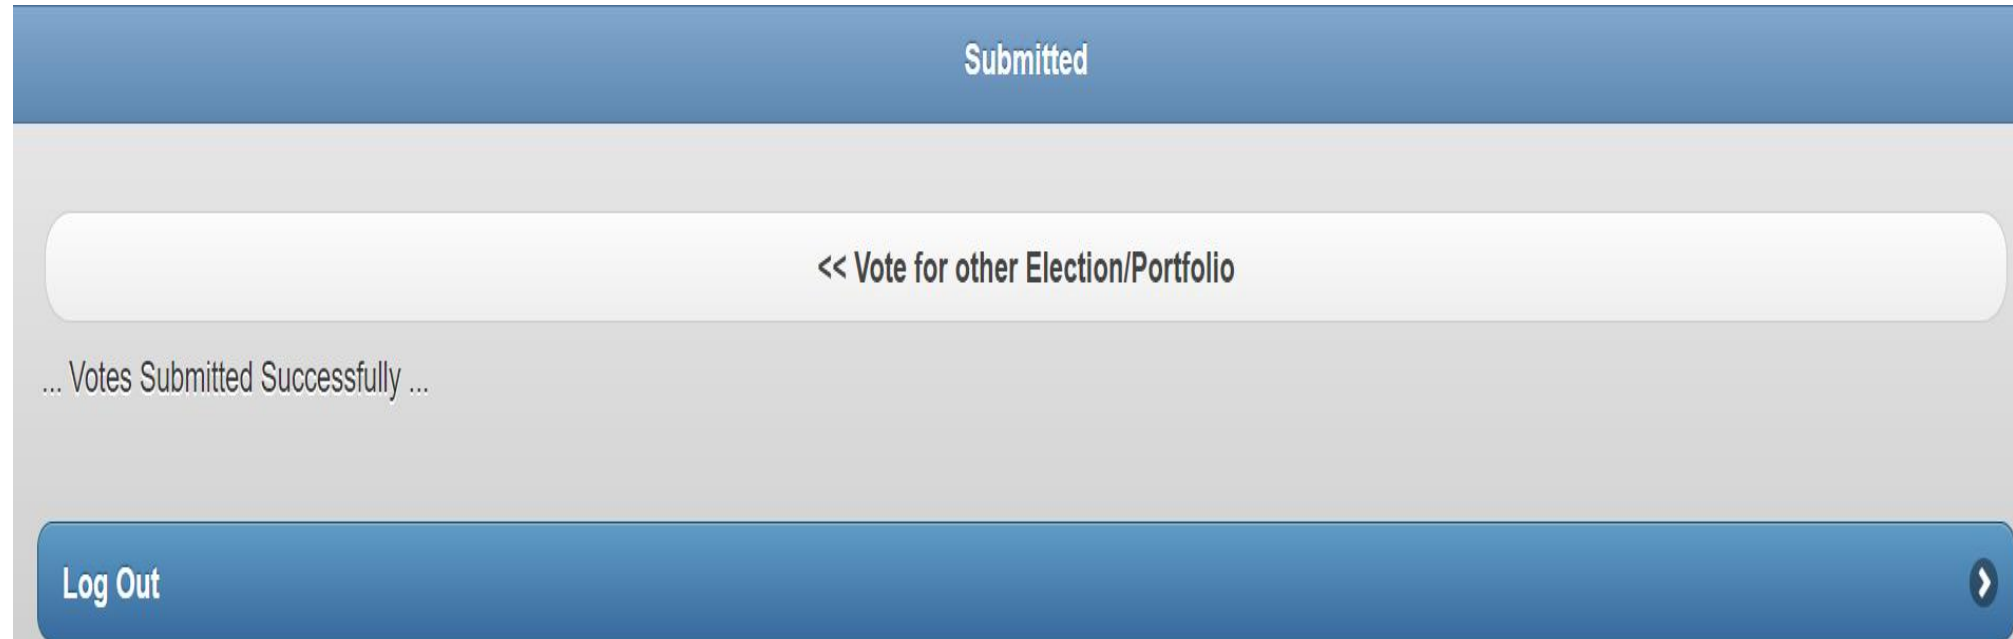 Submitted
<< Vote for other Election/Portfolio
... Votes Submitted Successfully ...
Log Out